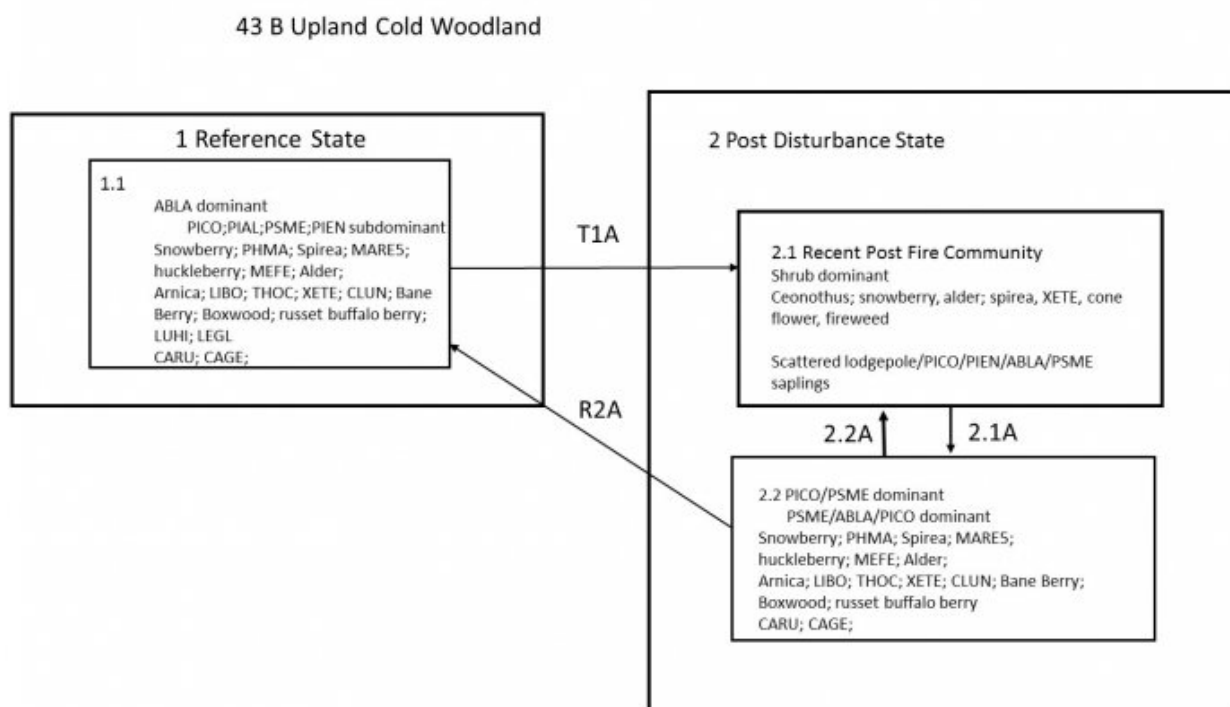 43 B Upland Cold Woodland
1 Reference State
1.1
ABLA dominant
PICO;PIAL;PSME;PIEN subdominant
Snowberry; PHMA; Spirea; MARE5;
huckleberry; MEFE; Alder;
Arnica; LIBO; THOC; XETE; CLUN; Bane
Berry; Boxwood; russet buffalo berry;
LUHI; LEGL
CARU; CAGE;
T1A
R2A
2 Post Disturbance State
2.1 Recent Post Fire Community
Shrub dominant
Ceonothus; snowberry, alder; spirea, XETE, cone
flower, fireweed
Scattered lodgepole/PICO/PIEN/ABLA/PSME
saplings
2.2A
2.1A
2.2 PICO/PSME dominant
PSME/ABLA/PICO dominant
Snowberry; PHMA; Spirea; MARE5;
huckleberry; MEFE; Alder;
Arnica; LIBO; THOC; XETE; CLUN; Bane Berry;
Boxwood; russet buffalo berry
CARU; CAGE;